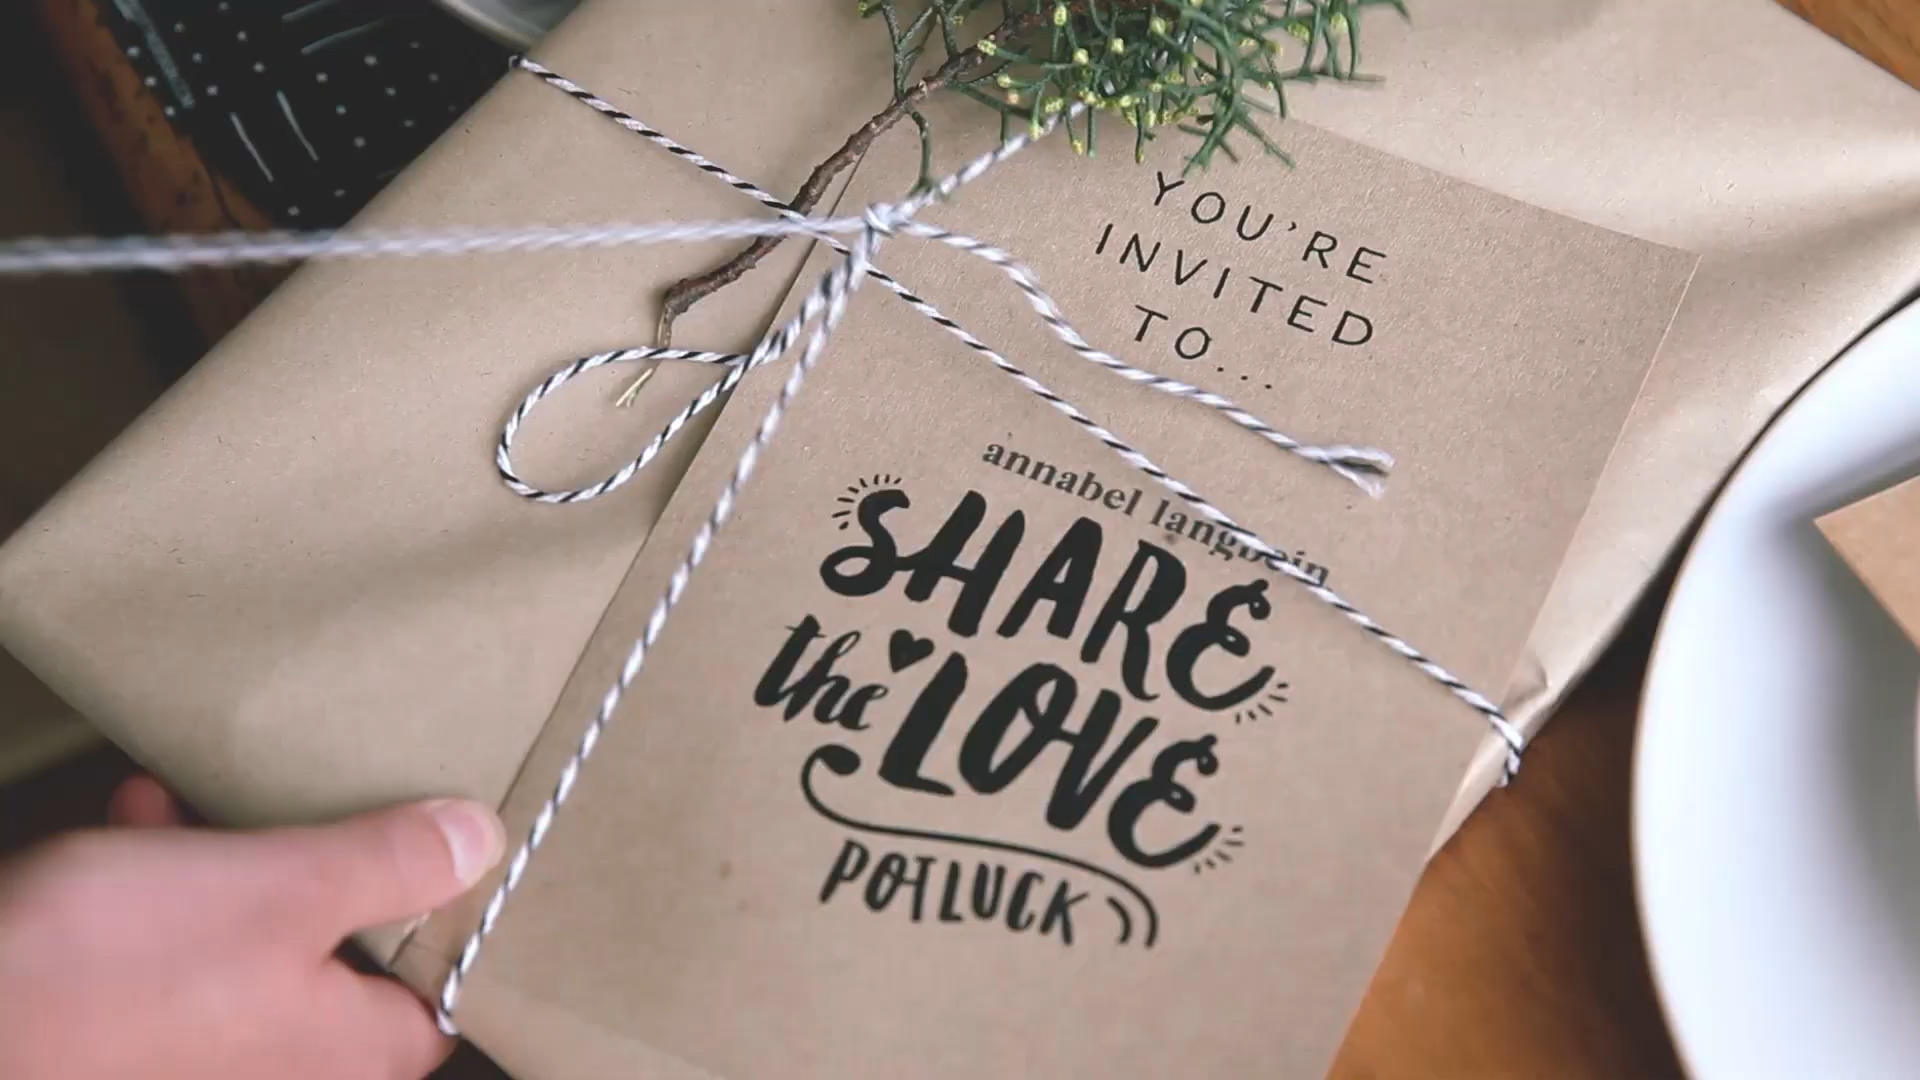 YOU'RE
INVITED
TO...
annabel langbein
SHARE
the LOVE
POTLUCK